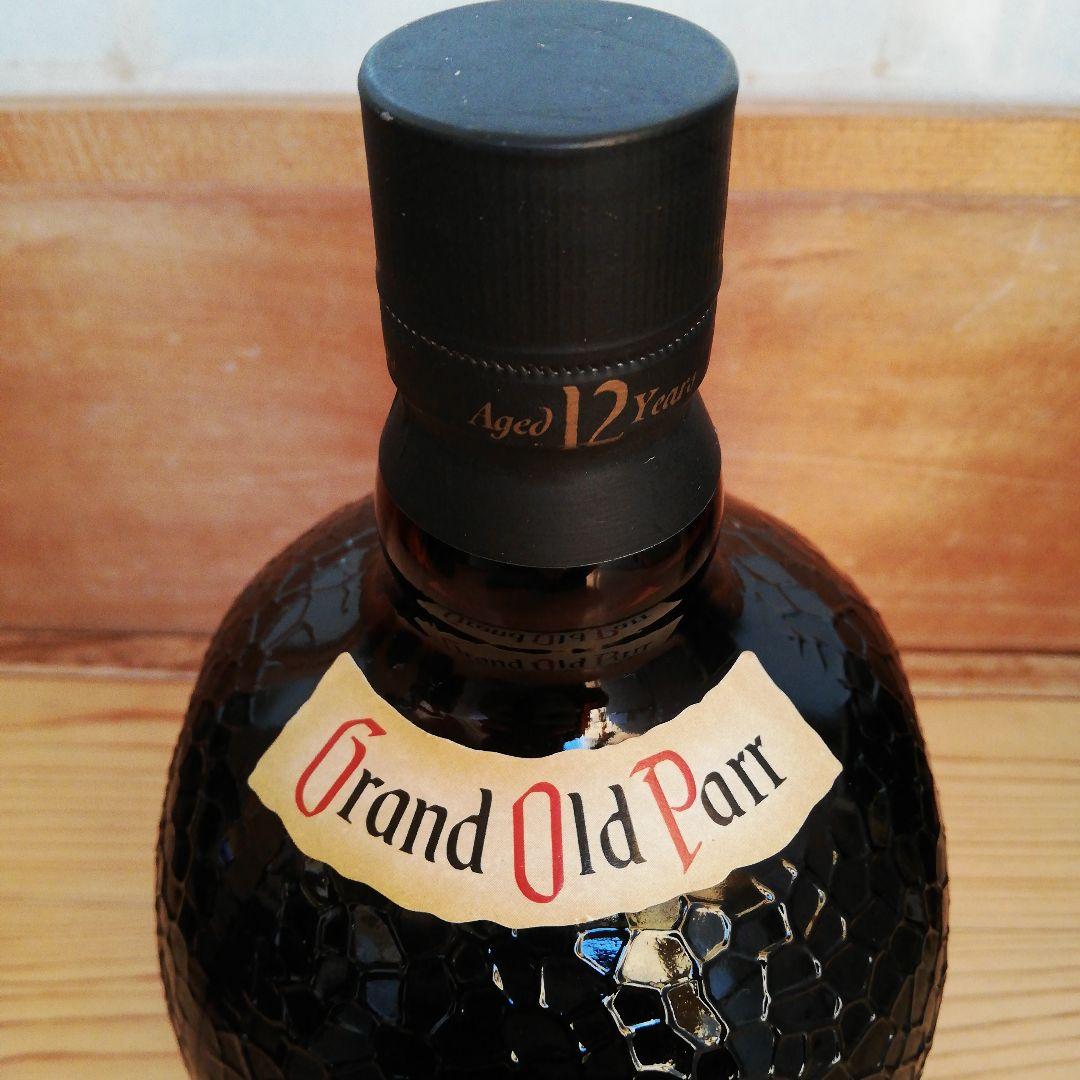 Aged 12 Years
Grand Old Parr